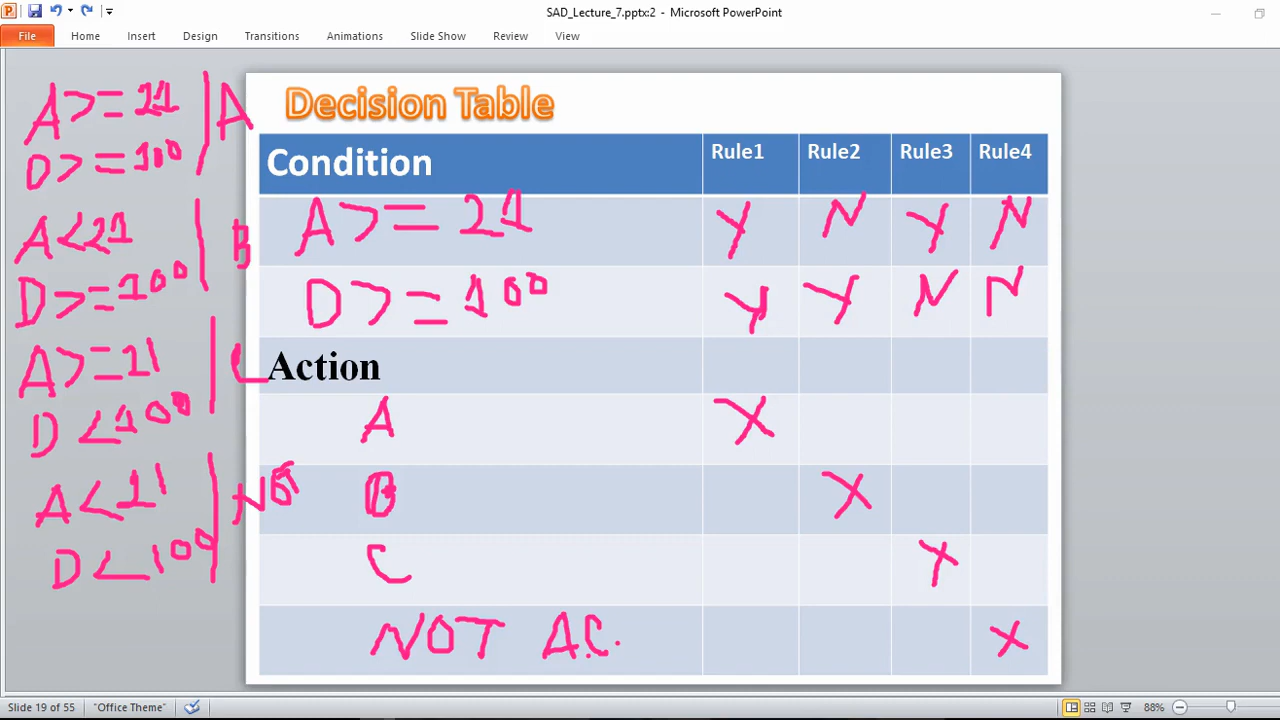 SAD_Lecture_7.pptx:2 - Microsoft PowerPoint
File Home Insert Design Transitions Animations Slide Show Review View
A>=21 | A
D>=100
A<21 | B
D>=100
A>=21 | C
D<100
A<21
D<100
Decision Table
Condition Rule1 Rule2 Rule3 Rule4
A>=21 Y N Y N
D>=100 Y Y N N
Action
A X
B X
C X
NOT A.C. X
Slide 19 of 55 "Office Theme" 88%